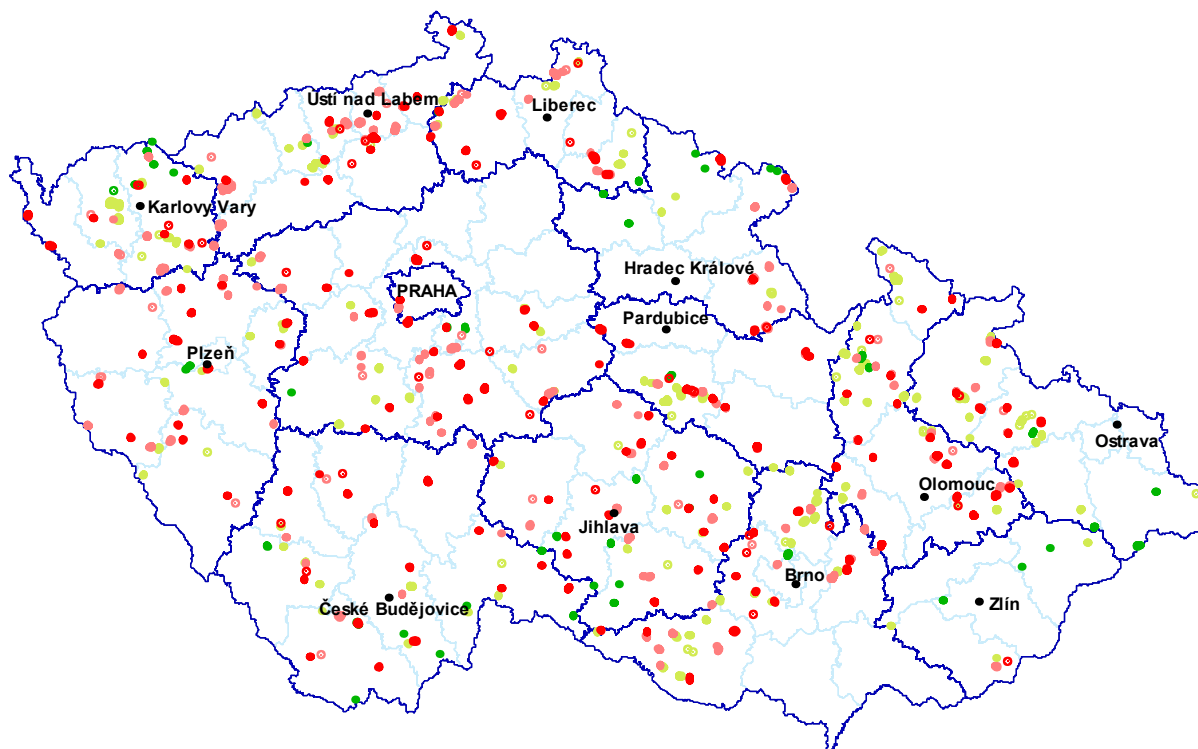 Ústí nad Labem
Liberec
Karlovy Vary
Hradec Králové
PRAHA
Pardubice
Plzeň
Ostrava
Olomouc
Jihlava
Brno
České Budějovice
Zlín